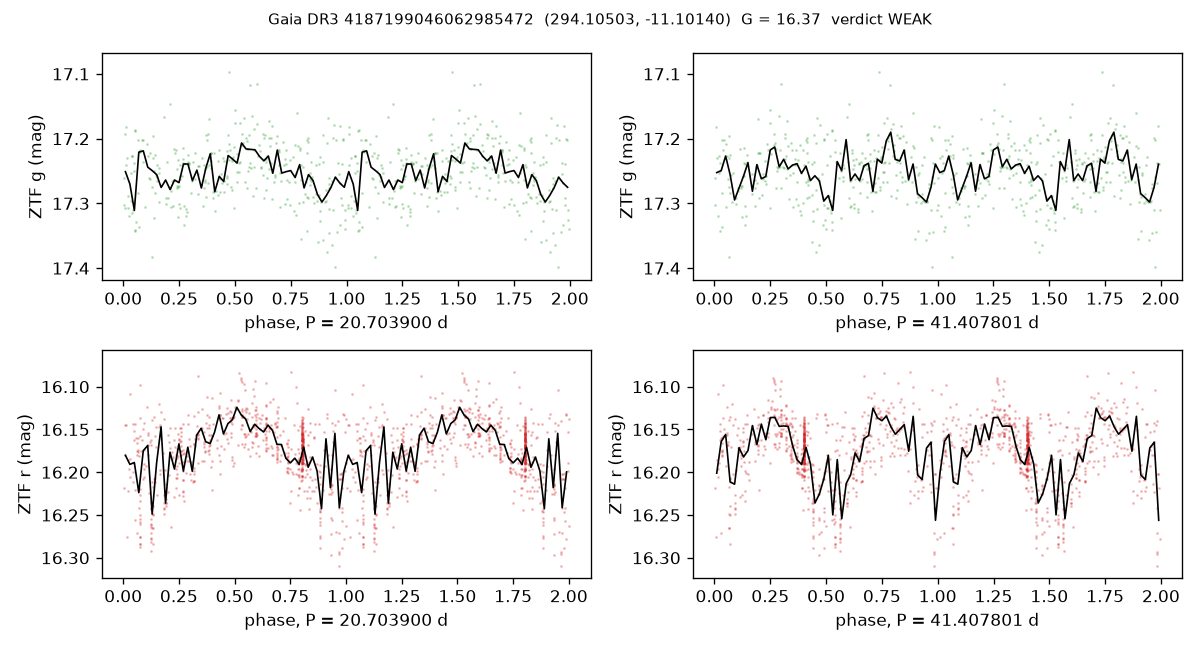 Gaia DR3 4187199046062985472 (294.10503, -11.10140) G = 16.37 verdict WEAK
17.1
17.2
17.3
17.4
ZTF g (mag)
0.00 0.25 0.50 0.75 1.00 1.25 1.50 1.75 2.00
phase, P = 20.703900 d
17.1
17.2
17.3
17.4
ZTF g (mag)
0.00 0.25 0.50 0.75 1.00 1.25 1.50 1.75 2.00
phase, P = 41.407801 d
16.10
16.15
16.20
16.25
16.30
ZTF r (mag)
0.00 0.25 0.50 0.75 1.00 1.25 1.50 1.75 2.00
phase, P = 20.703900 d
16.10
16.15
16.20
16.25
16.30
ZTF r (mag)
0.00 0.25 0.50 0.75 1.00 1.25 1.50 1.75 2.00
phase, P = 41.407801 d